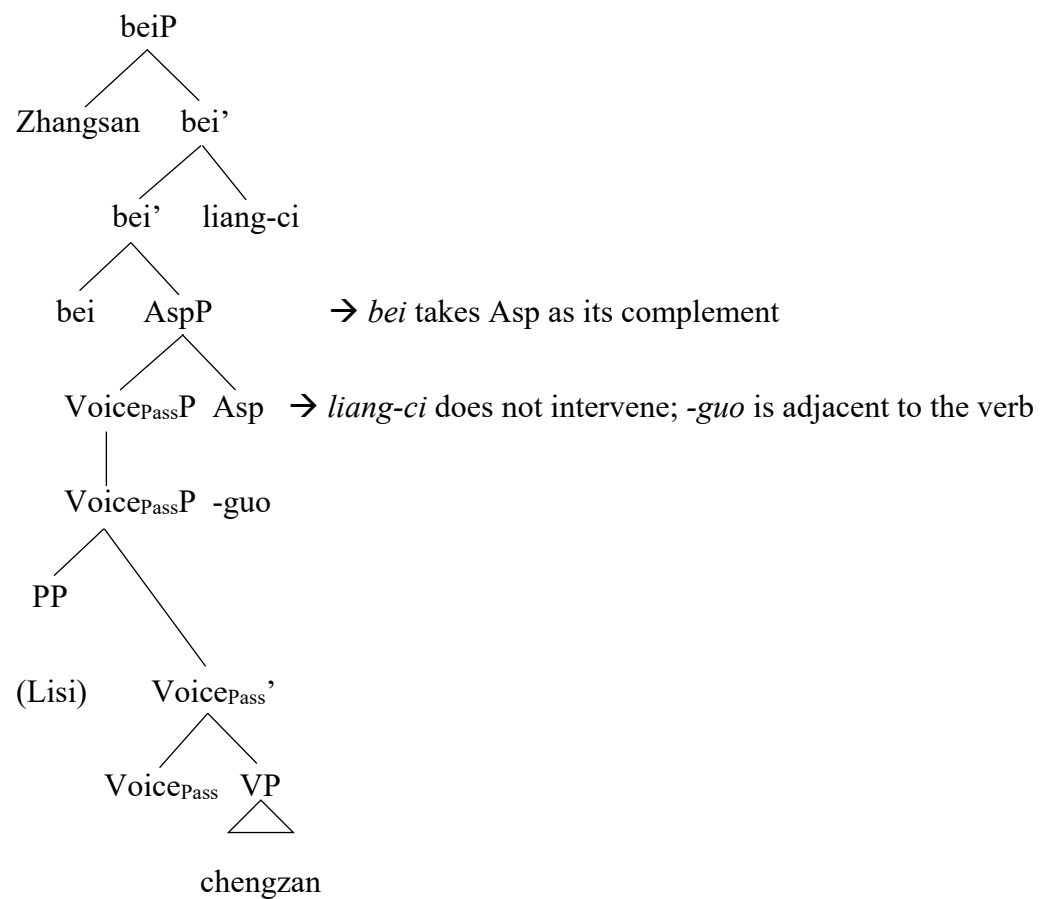 beiP
Zhangsan bei’
bei’ liang-ci
bei AspP → bei takes Asp as its complement
VoicePassP Asp → liang-ci does not intervene; -guo is adjacent to the verb
VoicePassP -guo
PP
(Lisi) VoicePass’
VoicePass VP
chengzan